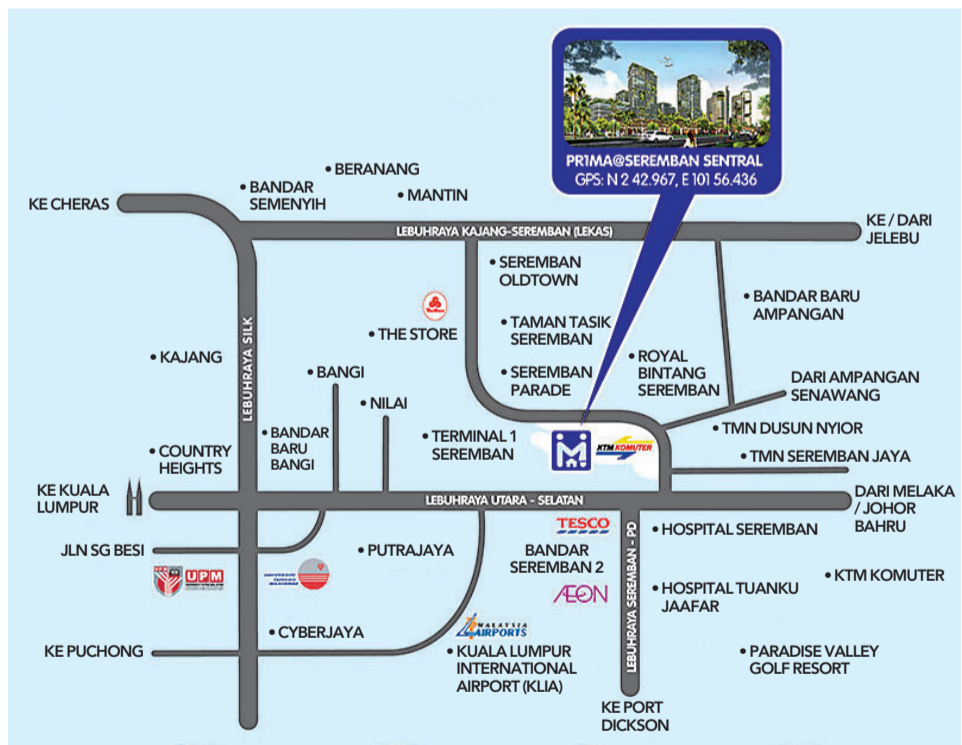 PR1MA@SEREMBAN SENTRAL
GPS: N 2 42.967, E 101 56.436
• BERANANG
• BANDAR
SEMENYIH
• MANTIN
KE CHERAS
LEBUHRAYA KAJANG-SEREMBAN (LEKAS)
KE / DARI
JELEBU
• SEREMBAN
OLDTOWN
• BANDAR BARU
AMPANGAN
The Store
• THE STORE
• TAMAN TASIK
SEREMBAN
LEBUHRAYA SILK
• KAJANG
• BANGI
• SEREMBAN
PARADE
• ROYAL
BINTANG
SEREMBAN
DARI AMPANGAN
SENAWANG
• NILAI
• TMN DUSUN NYIOR
• COUNTRY
HEIGHTS
• BANDAR
BARU
BANGI
• TERMINAL 1
SEREMBAN
KTM KOMUTER
• TMN SEREMBAN JAYA
KE KUALA
LUMPUR
LEBUHRAYA UTARA - SELATAN
DARI MELAKA
/ JOHOR
BAHRU
TESCO
• HOSPITAL SEREMBAN
JLN SG BESI
• PUTRAJAYA
BANDAR
SEREMBAN 2
LEBUHRAYA SEREMBAN - PD
UPM
• KTM KOMUTER
ÆON
• HOSPITAL TUANKU
JAAFAR
MALAYSIA
AIRPORTS
• CYBERJAYA
KE PUCHONG
• KUALA LUMPUR
INTERNATIONAL
AIRPORT (KLIA)
• PARADISE VALLEY
GOLF RESORT
KE PORT
DICKSON